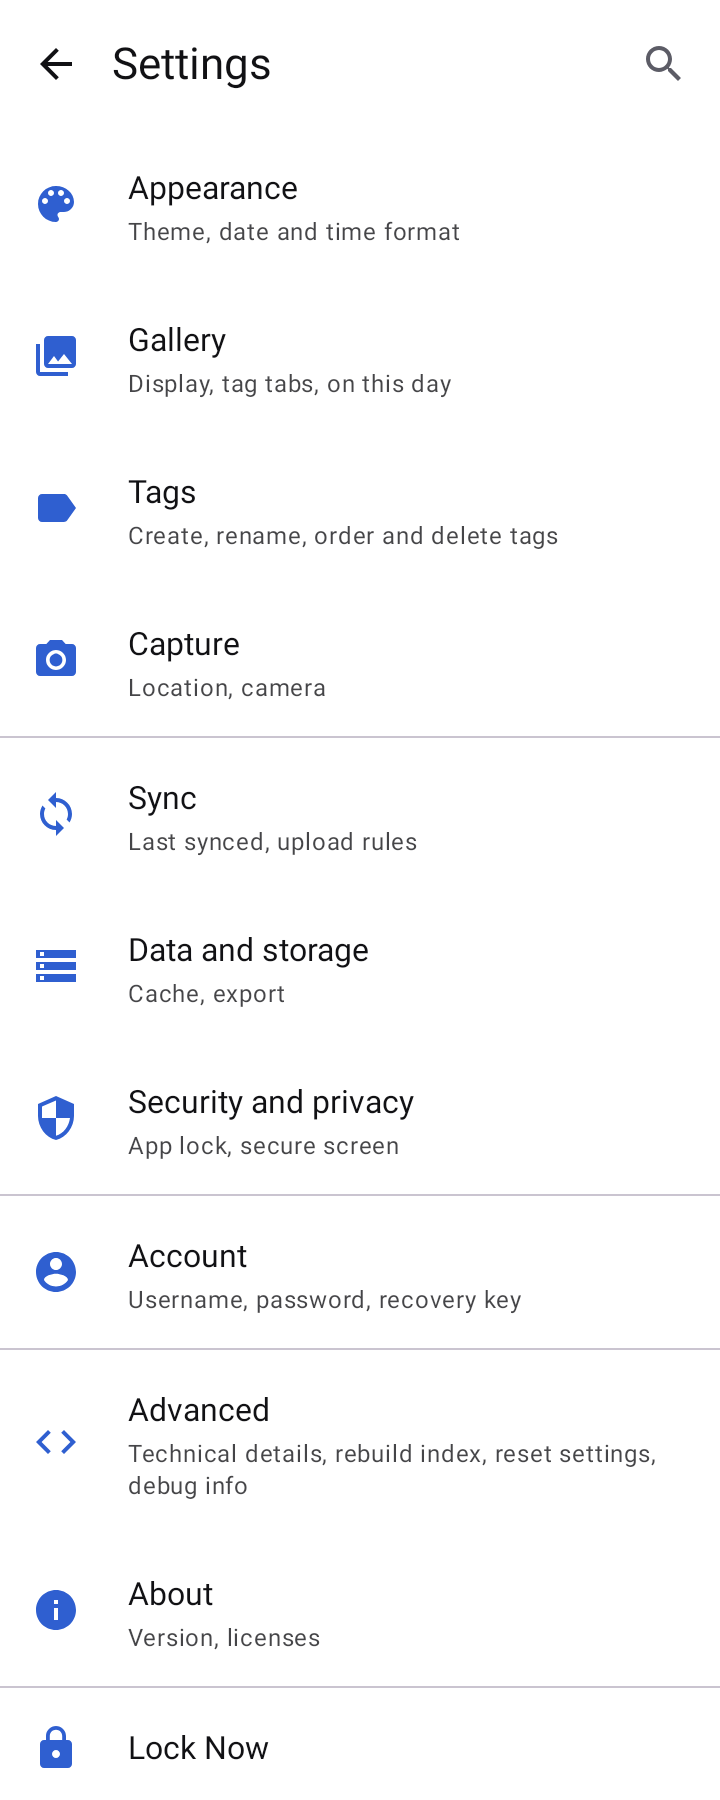 Settings
Appearance
Theme, date and time format
Gallery
Display, tag tabs, on this day
Tags
Create, rename, order and delete tags
Capture
Location, camera
Sync
Last synced, upload rules
Data and storage
Cache, export
Security and privacy
App lock, secure screen
Account
Username, password, recovery key
Advanced
Technical details, rebuild index, reset settings,
debug info
About
Version, licenses
Lock Now